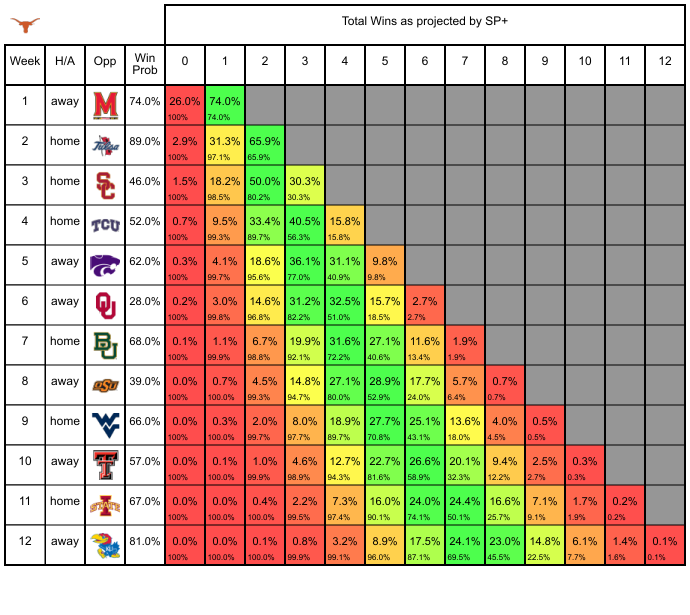 Total Wins as projected by SP+
Week H/A Opp Win Prob 0 1 2 3 4 5 6 7 8 9 10 11 12
1 away M 74.0% 26.0% 74.0%
100% 74.0%
2 home Tulsa 89.0% 2.9% 31.3% 65.9%
100% 97.1% 65.9%
3 home SC 46.0% 1.5% 18.2% 50.0% 30.3%
100% 98.5% 80.2% 30.3%
4 home TCU 52.0% 0.7% 9.5% 33.4% 40.5% 15.8%
100% 99.3% 89.7% 56.3% 15.8%
5 away 62.0% 0.3% 4.1% 18.6% 36.1% 31.1% 9.8%
100% 99.7% 95.6% 77.0% 40.9% 9.8%
6 away OU 28.0% 0.2% 3.0% 14.6% 31.2% 32.5% 15.7% 2.7%
100% 99.8% 96.8% 82.2% 51.0% 18.5% 2.7%
7 home BU 68.0% 0.1% 1.1% 6.7% 19.9% 31.6% 27.1% 11.6% 1.9%
100% 99.9% 98.8% 92.1% 72.2% 40.6% 13.4% 1.9%
8 away OSU 39.0% 0.0% 0.7% 4.5% 14.8% 27.1% 28.9% 17.7% 5.7% 0.7%
100% 100.0% 99.3% 94.7% 80.0% 52.9% 24.0% 6.4% 0.7%
9 home WV 66.0% 0.0% 0.3% 2.0% 8.0% 18.9% 27.7% 25.1% 13.6% 4.0% 0.5%
100% 100.0% 99.7% 97.7% 89.7% 70.8% 43.1% 18.0% 4.5% 0.5%
10 away T 57.0% 0.0% 0.1% 1.0% 4.6% 12.7% 22.7% 26.6% 20.1% 9.4% 2.5% 0.3%
100% 100.0% 99.9% 98.9% 94.3% 81.6% 58.9% 32.3% 12.2% 2.7% 0.3%
11 home I STATE 67.0% 0.0% 0.0% 0.4% 2.2% 7.3% 16.0% 24.0% 24.4% 16.6% 7.1% 1.7% 0.2%
100% 100.0% 100.0% 99.5% 97.4% 90.1% 74.1% 50.1% 25.7% 9.1% 1.9% 0.2%
12 away KU 81.0% 0.0% 0.0% 0.1% 0.8% 3.2% 8.9% 17.5% 24.1% 23.0% 14.8% 6.1% 1.4% 0.1%
100% 100.0% 100.0% 99.9% 99.1% 96.0% 87.1% 69.5% 45.5% 22.5% 7.7% 1.6% 0.1%